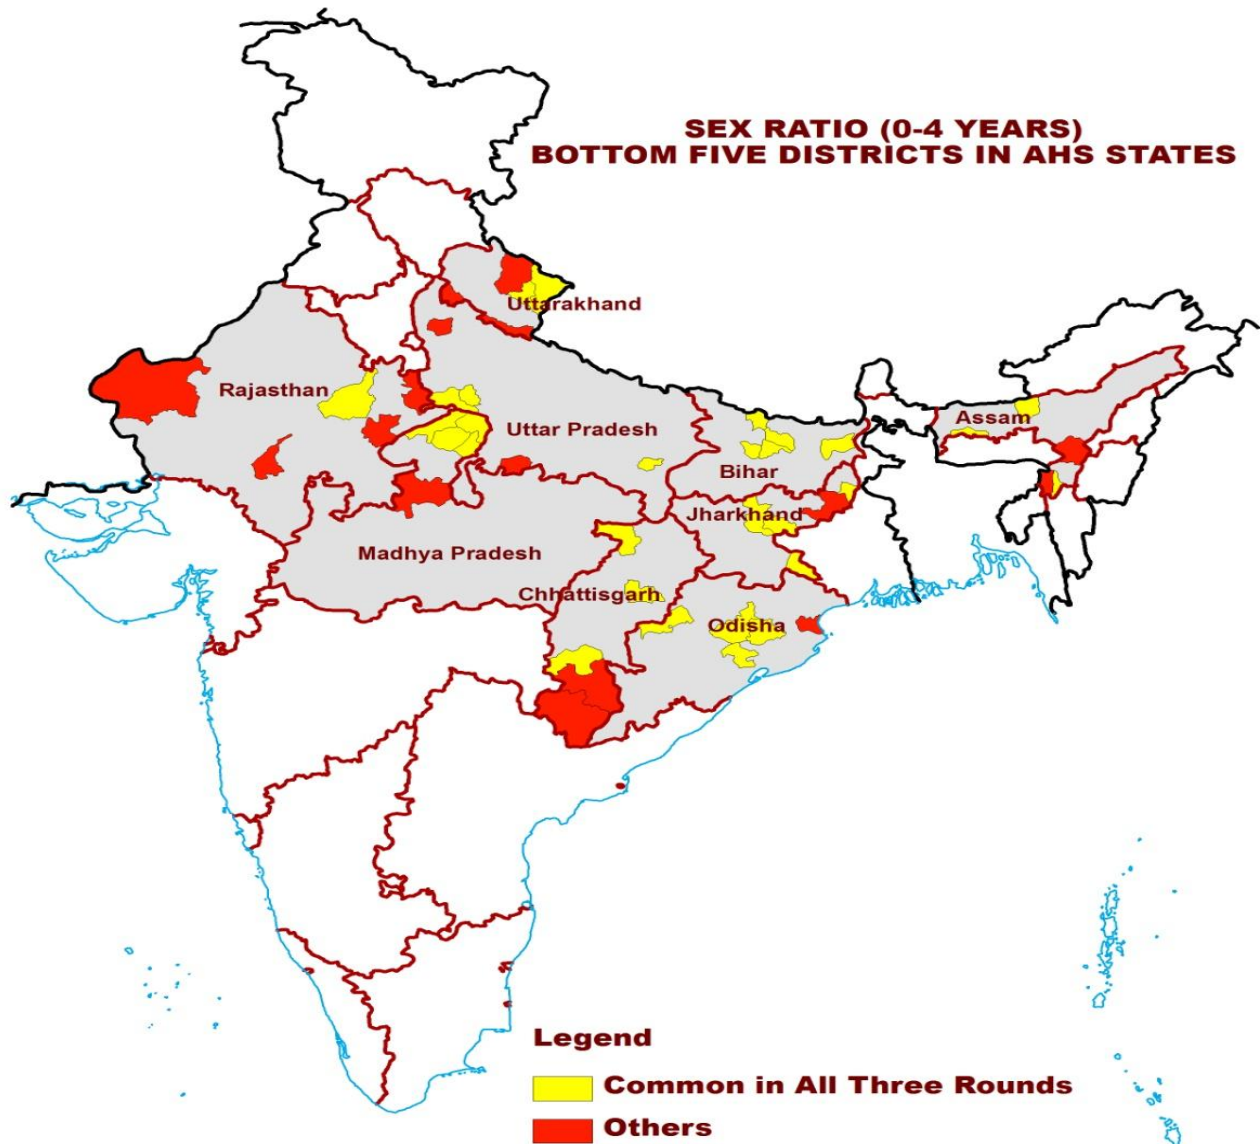 SEX RATIO (0-4 YEARS)
BOTTOM FIVE DISTRICTS IN AHS STATES
Uttarakhand
Rajasthan
Assam
Uttar Pradesh
Bihar
Jharkhand
Madhya Pradesh
Chhattisgarh
Odisha
Legend
Common in All Three Rounds
Others